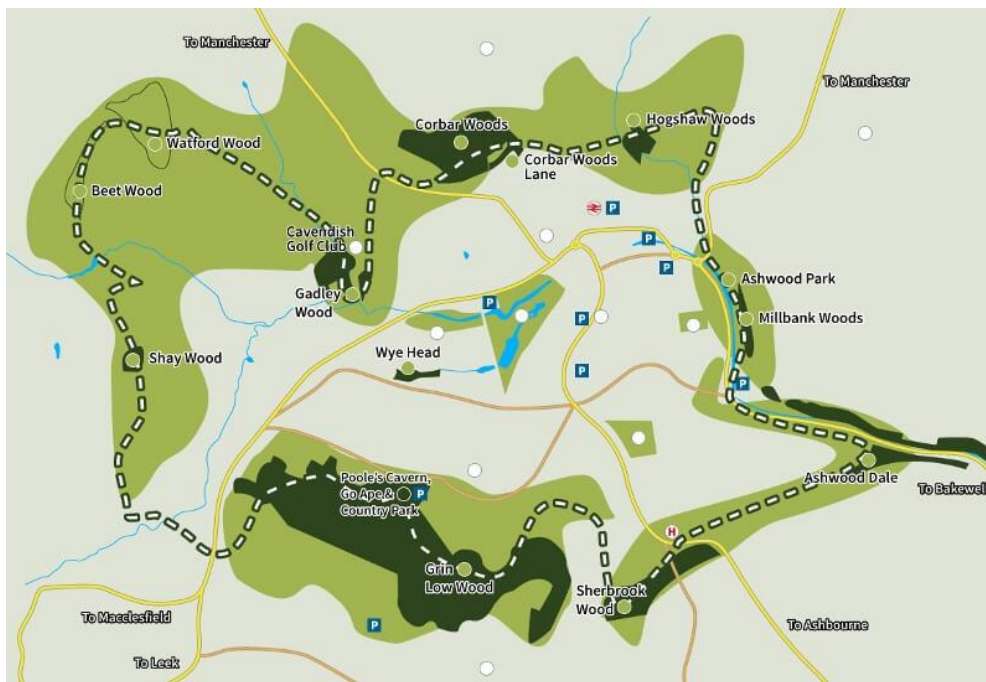 To Manchester
To Manchester
Hogshaw Woods
Corbar Woods
Watford Wood
Corbar Woods
Lane
Beet Wood
P
Cavendish
Golf Club
P
P
Ashwood Park
Gadley
Wood
P
P
Millbank Woods
Shay Wood
Wye Head
P
P
Poole's Cavern,
Go Ape &
Country Park
P
Ashwood Dale
To Bakewell
H
Grin
Low Wood
Sherbrook
Wood
To Macclesfield
P
To Ashbourne
To Leek